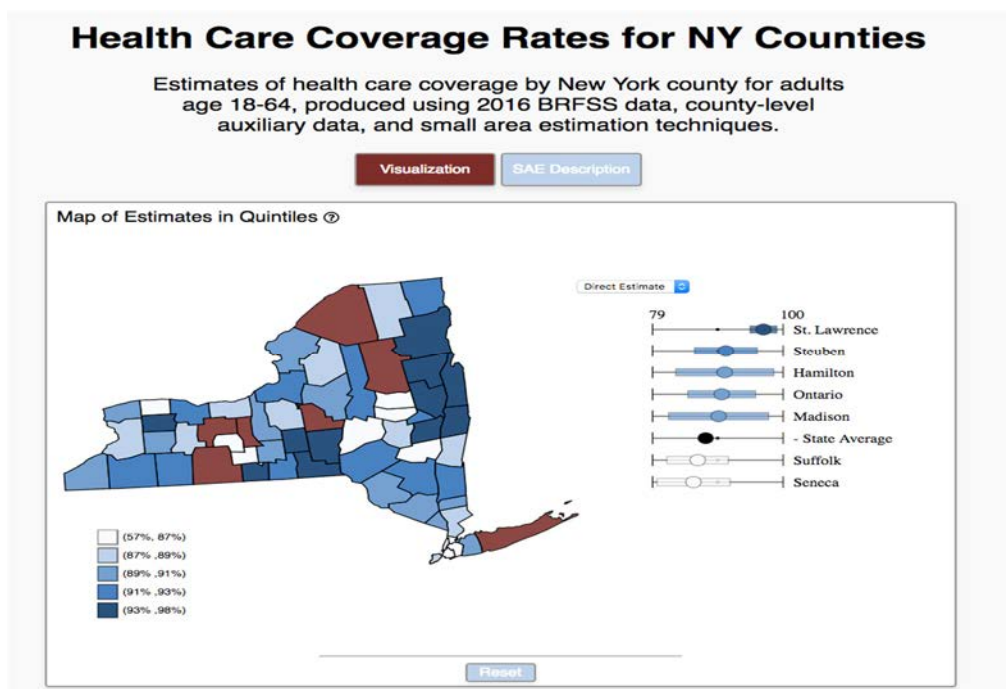 Health Care Coverage Rates for NY Counties
Estimates of health care coverage by New York county for adults
age 18-64, produced using 2016 BRFSS data, county-level
auxiliary data, and small area estimation techniques.
Visualization
SAE Description
Map of Estimates in Quintiles ?
Direct Estimate
79 100
St. Lawrence
Steuben
Hamilton
Ontario
Madison
- State Average
Suffolk
Seneca
(57%, 87%)
(87% ,89%)
(89% ,91%)
(91% ,93%)
(93% ,98%)
Reset